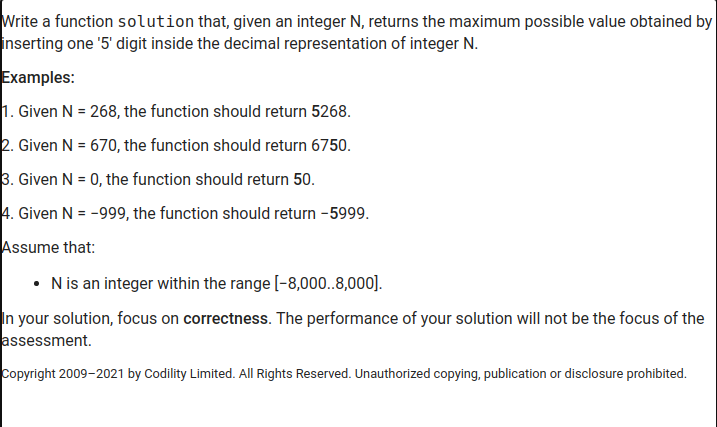 Write a function solution that, given an integer N, returns the maximum possible value obtained by
inserting one '5' digit inside the decimal representation of integer N.
Examples:
1. Given N = 268, the function should return 5268.
2. Given N = 670, the function should return 6750.
3. Given N = 0, the function should return 50.
4. Given N = −999, the function should return −5999.
Assume that:
• N is an integer within the range [−8,000..8,000].
In your solution, focus on correctness. The performance of your solution will not be the focus of the
assessment.
Copyright 2009–2021 by Codility Limited. All Rights Reserved. Unauthorized copying, publication or disclosure prohibited.